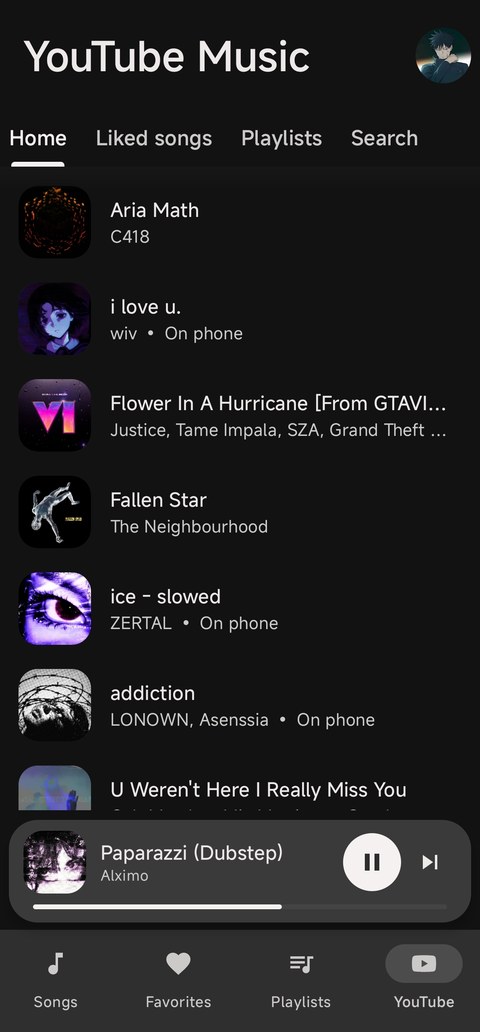 YouTube Music
Home Liked songs Playlists Search
Aria Math
C418
i love u.
wiv • On phone
Flower In A Hurricane [From GTAVI...
Justice, Tame Impala, SZA, Grand Theft ...
VI
Fallen Star
The Neighbourhood
ice - slowed
ZERTAL • On phone
addiction
LONOWN, Asenssia • On phone
U Weren't Here I Really Miss You
Paparazzi (Dubstep)
Alximo
Songs Favorites Playlists YouTube